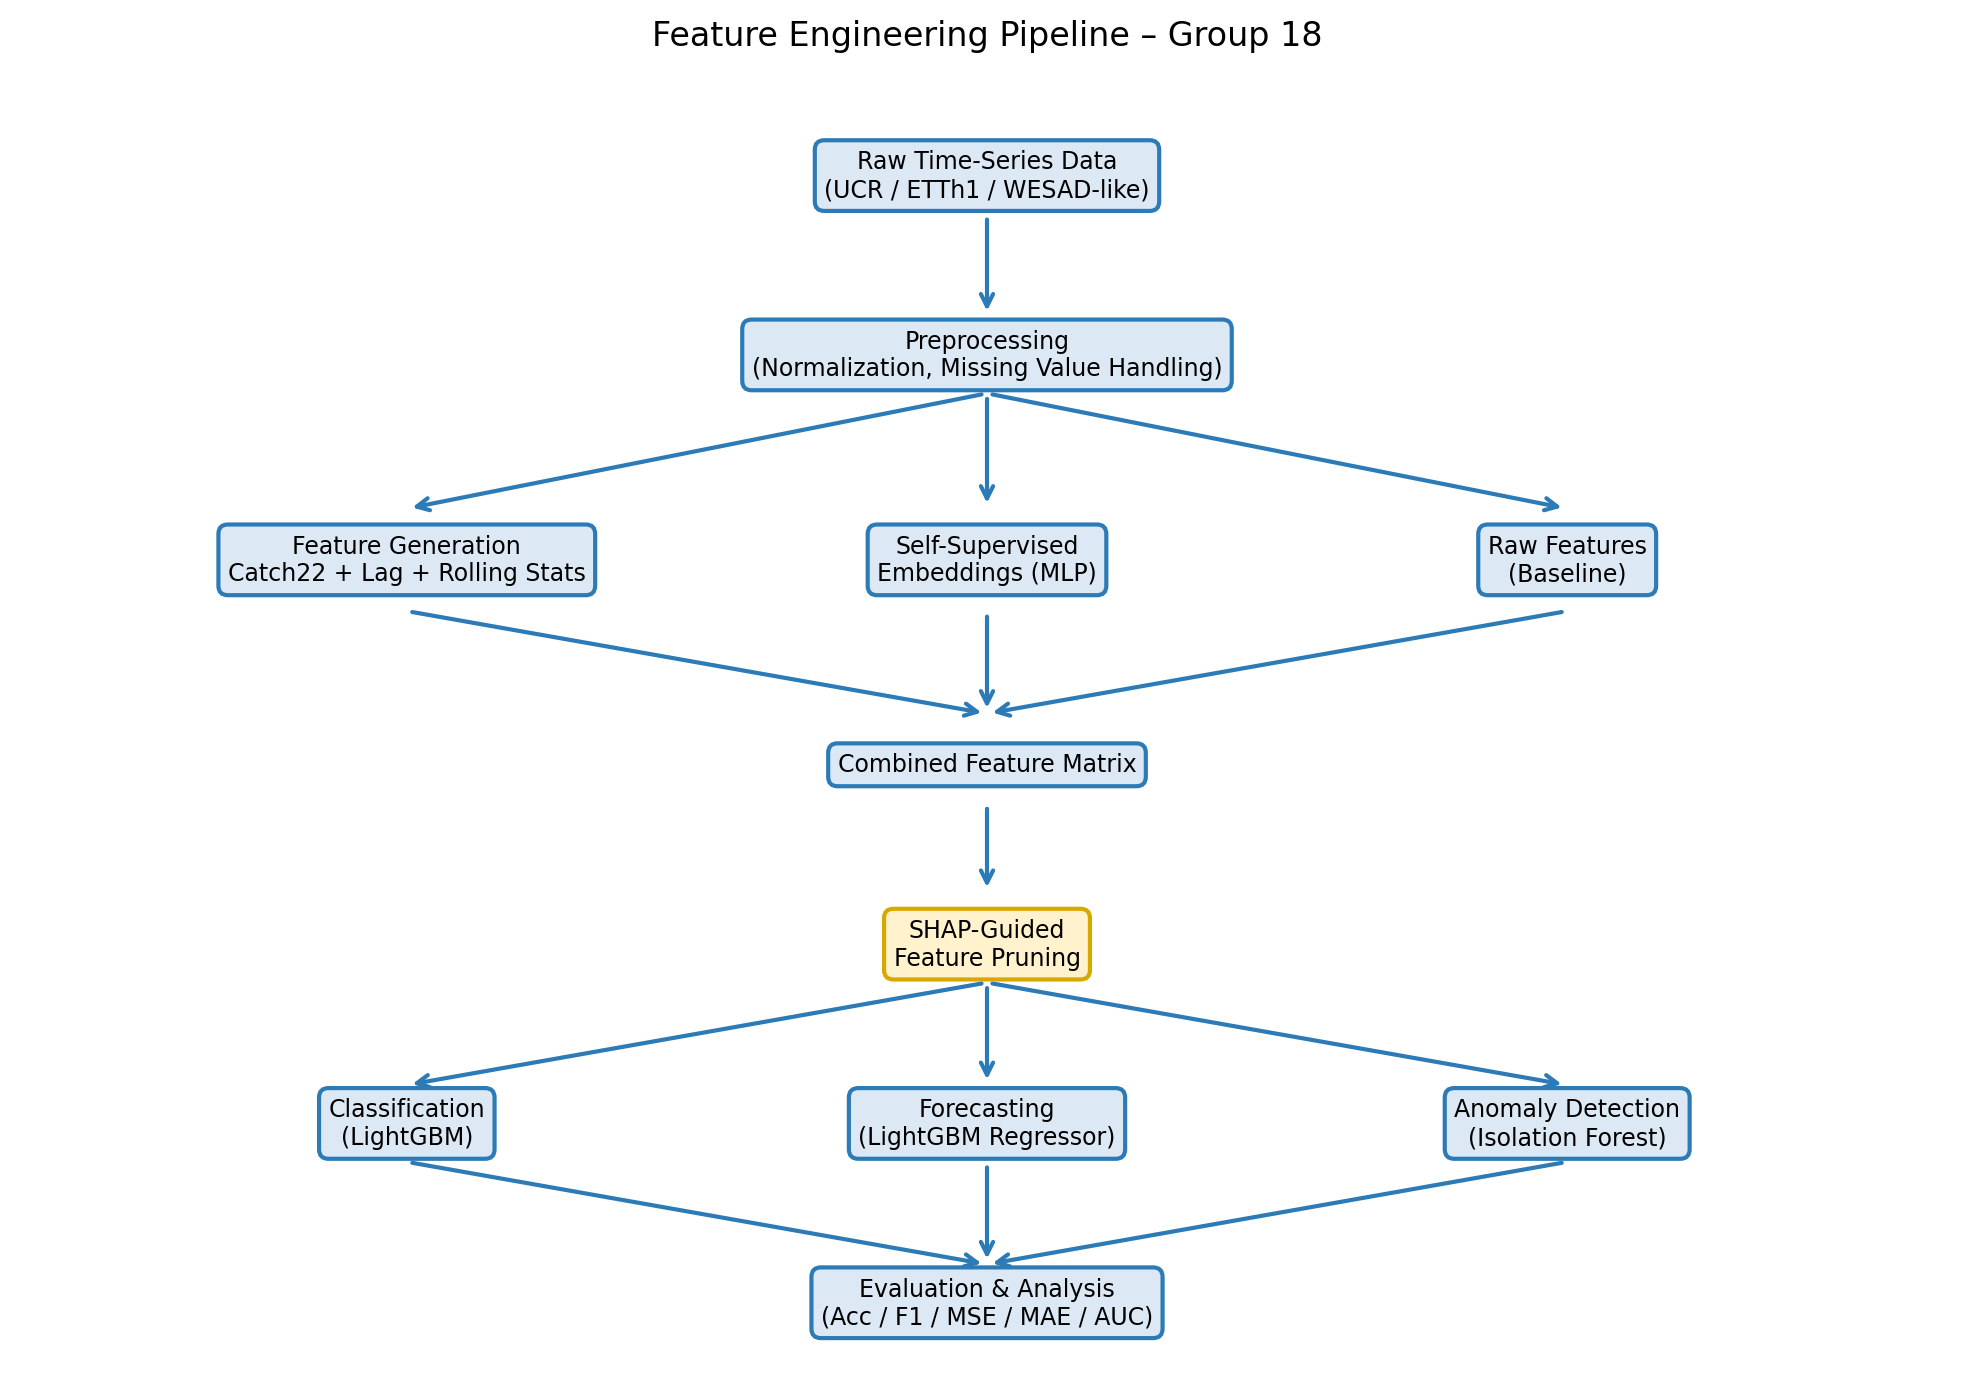 Feature Engineering Pipeline – Group 18
Raw Time-Series Data
(UCR / ETTh1 / WESAD-like)
Preprocessing
(Normalization, Missing Value Handling)
Feature Generation
Catch22 + Lag + Rolling Stats
Self-Supervised
Embeddings (MLP)
Raw Features
(Baseline)
Combined Feature Matrix
SHAP-Guided
Feature Pruning
Classification
(LightGBM)
Forecasting
(LightGBM Regressor)
Anomaly Detection
(Isolation Forest)
Evaluation & Analysis
(Acc / F1 / MSE / MAE / AUC)